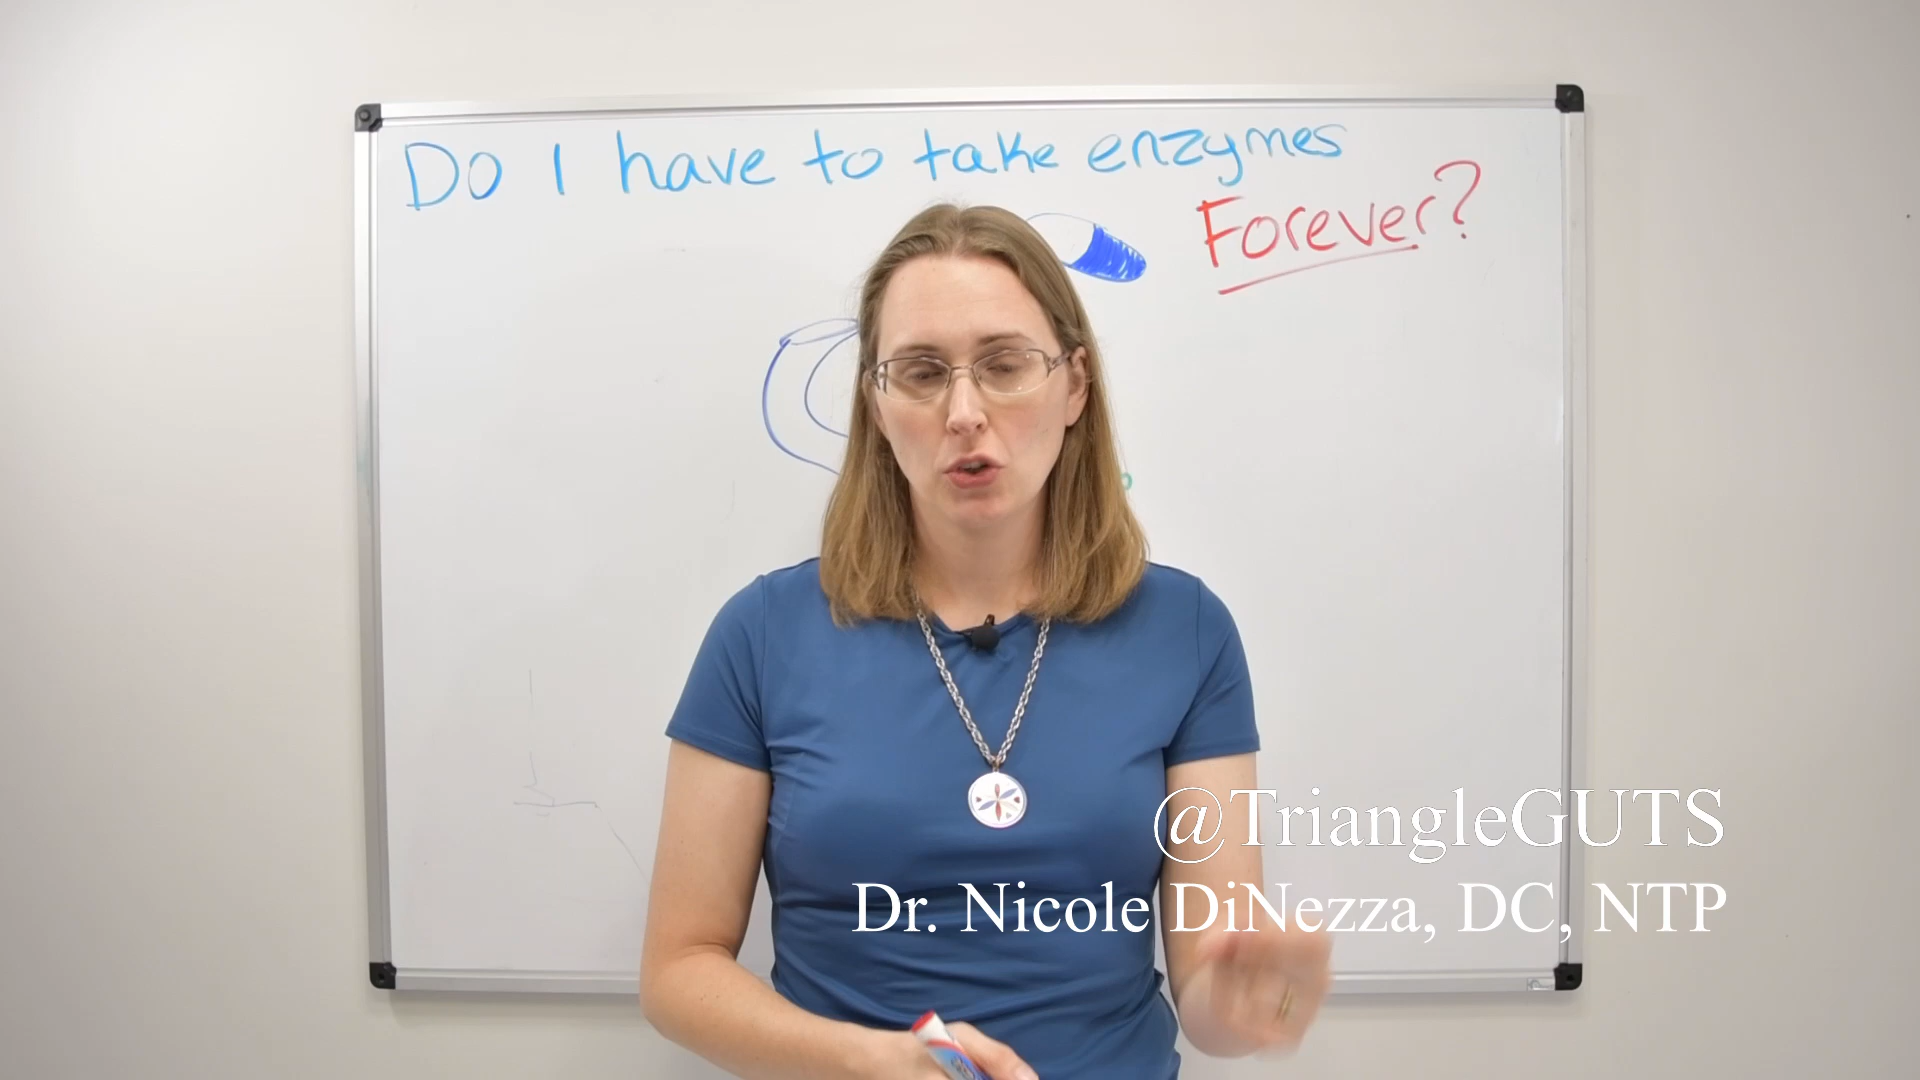 Do I have to take enzymes
Forever?
@TriangleGUTS
Dr. Nicole DiNezza, DC, NTP